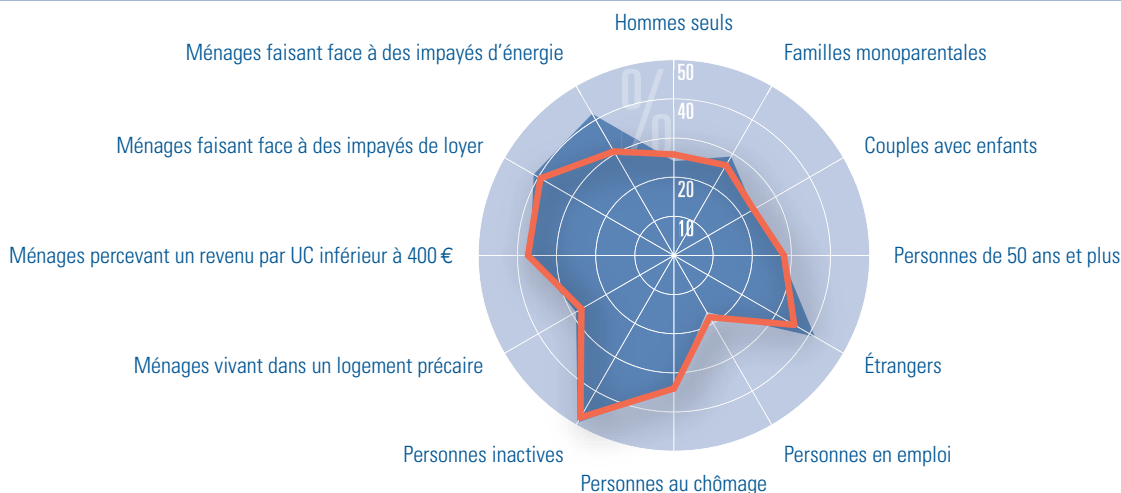 Hommes seuls
Ménages faisant face à des impayés d’énergie
Familles monoparentales
%
50
40
Ménages faisant face à des impayés de loyer
Couples avec enfants
20
10
Ménages percevant un revenu par UC inférieur à 400 €
Personnes de 50 ans et plus
Ménages vivant dans un logement précaire
Étrangers
Personnes inactives
Personnes en emploi
Personnes au chômage